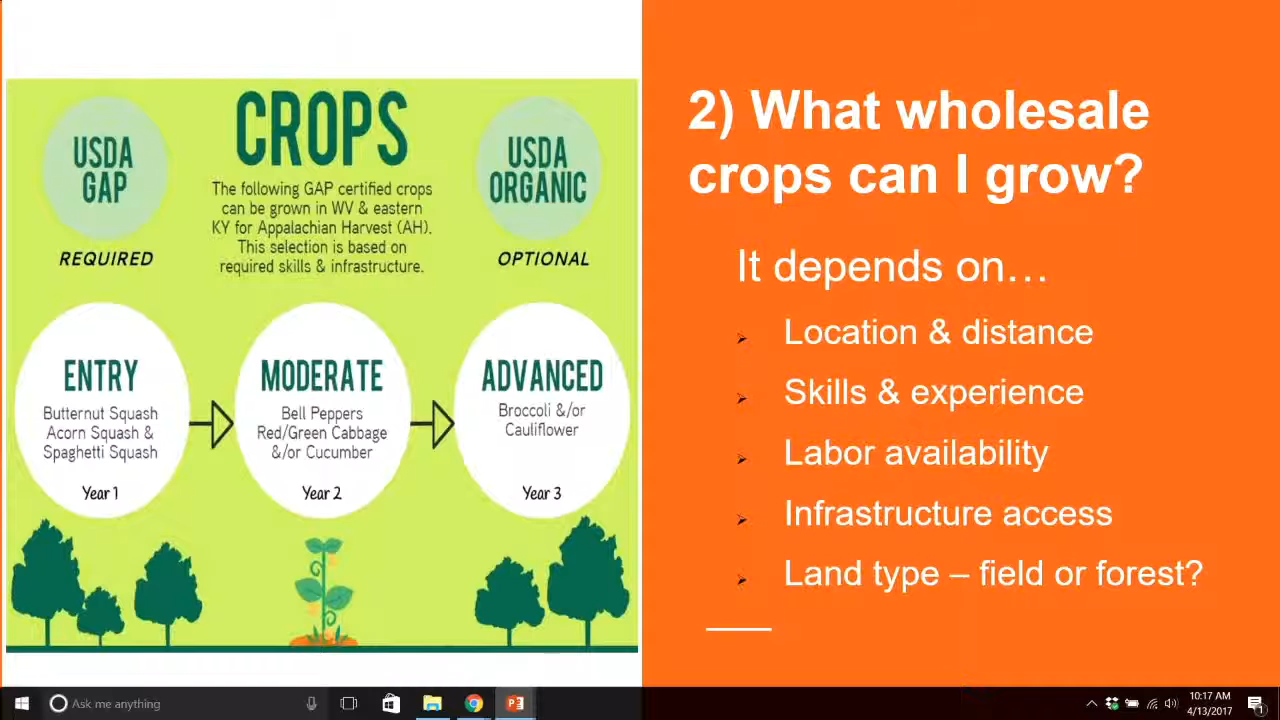 USDA
GAP
REQUIRED
CROPS
The following GAP certified crops
can be grown in WV & eastern
KY for Appalachian Harvest (AH).
This selection is based on
required skills & infrastructure.
USDA
ORGANIC
OPTIONAL
ENTRY
Butternut Squash
Acorn Squash &
Spaghetti Squash
Year 1
MODERATE
Bell Peppers
Red/Green Cabbage
&/or Cucumber
Year 2
ADVANCED
Broccoli &/or
Cauliflower
Year 3
2) What wholesale
crops can I grow?
It depends on…
Location & distance
Skills & experience
Labor availability
Infrastructure access
Land type – field or forest?
Ask me anything
10:17 AM
4/13/2017
1